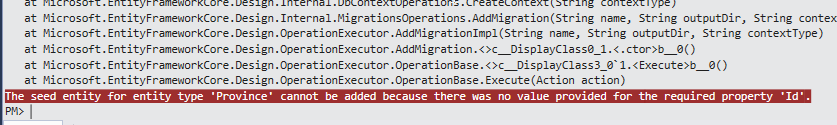 at Microsoft.EntityFrameworkCore.Design.Internal.DbContextOperations.CreateContext(String contextType)
at Microsoft.EntityFrameworkCore.Design.Internal.MigrationsOperations.AddMigration(String name, String outputDir, String contex
at Microsoft.EntityFrameworkCore.Design.OperationExecutor.AddMigrationImpl(String name, String outputDir, String contextType)
at Microsoft.EntityFrameworkCore.Design.OperationExecutor.AddMigration.<>c__DisplayClass0_1.<.ctor>b__0()
at Microsoft.EntityFrameworkCore.Design.OperationExecutor.OperationBase.<>c__DisplayClass3_0`1.<Execute>b__0()
at Microsoft.EntityFrameworkCore.Design.OperationExecutor.OperationBase.Execute(Action action)
The seed entity for entity type 'Province' cannot be added because there was no value provided for the required property 'Id'.
PM>